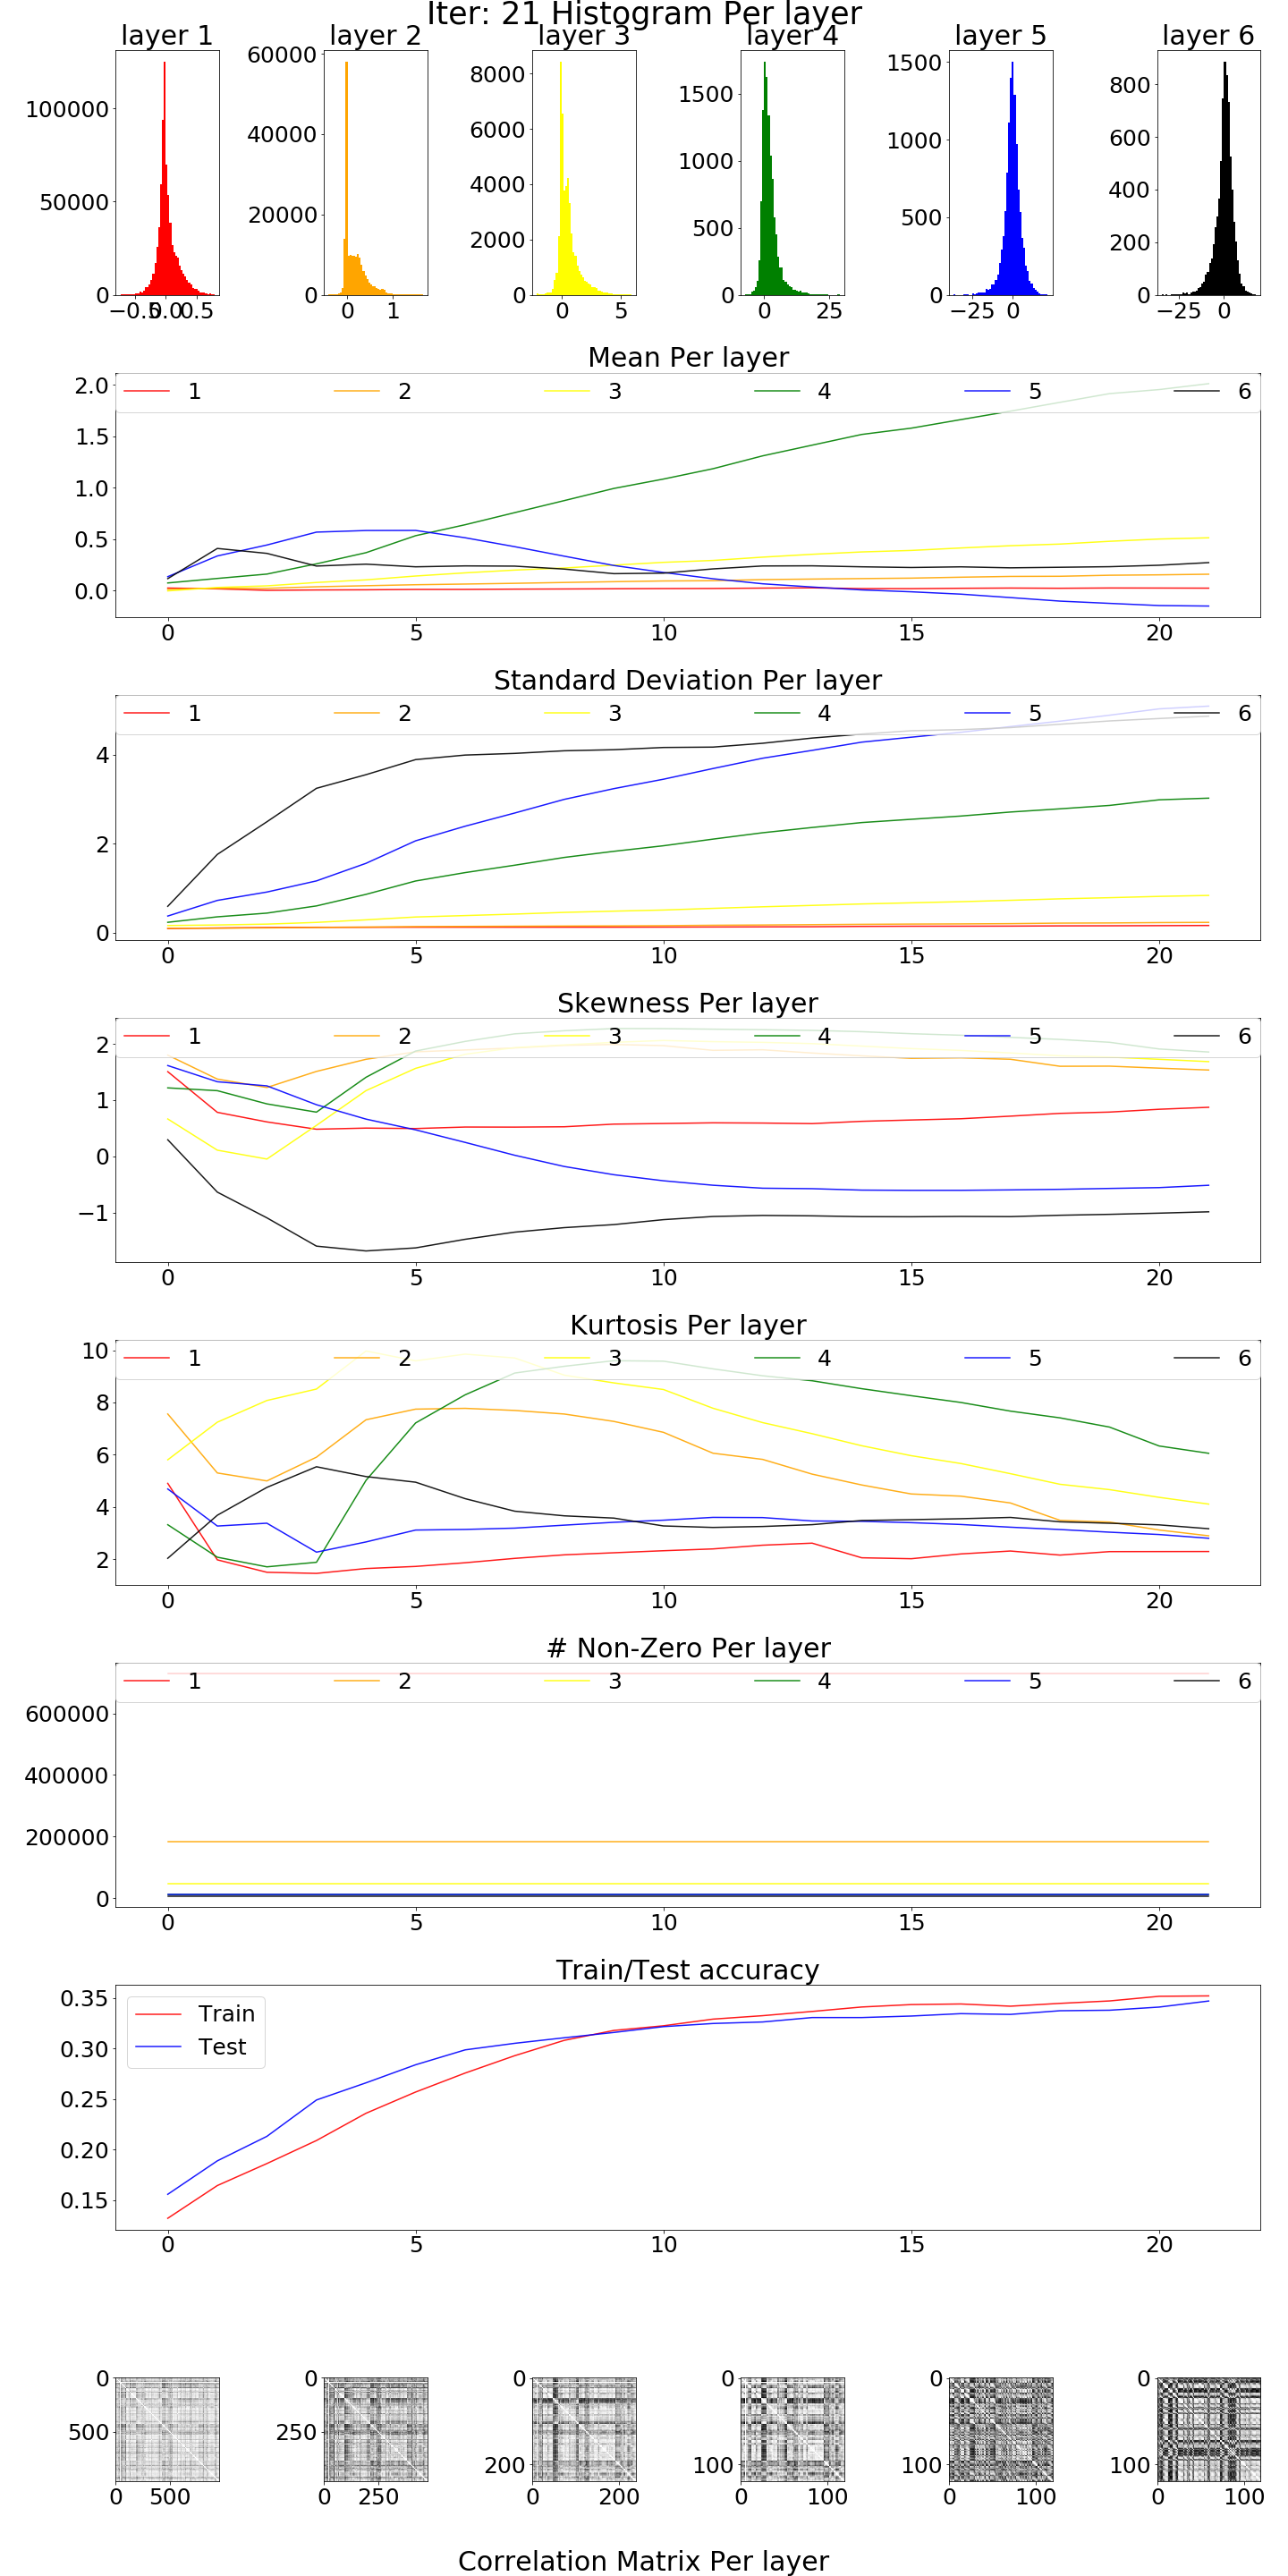 Iter: 21 Histogram Per layer
layer 1 layer 2 layer 3 layer 4 layer 5 layer 6
100000 50000 0
−0.5 0.0 0.5
60000 40000 20000 0
0 1
8000 6000 4000 2000 0
0 5
1500 1000 500 0
0 25
1500 1000 500 0
−25 0
800 600 400 200 0
−25 0
Mean Per layer
1 2 3 4 5 6
2.0
1.5
1.0
0.5
0.0
0 5 10 15 20
Standard Deviation Per layer
1 2 3 4 5 6
4
2
0
0 5 10 15 20
Skewness Per layer
1 2 3 4 5 6
2
1
0
−1
0 5 10 15 20
Kurtosis Per layer
1 2 3 4 5 6
10
8
6
4
2
0 5 10 15 20
# Non-Zero Per layer
1 2 3 4 5 6
600000
400000
200000
0
0 5 10 15 20
Train/Test accuracy
Train
Test
0.35
0.30
0.25
0.20
0.15
0 5 10 15 20
0 500
0 500
0 250
0 250
0 200
0 200
0 100
0 100
0 100
0 100
0 100
0 100
Correlation Matrix Per layer